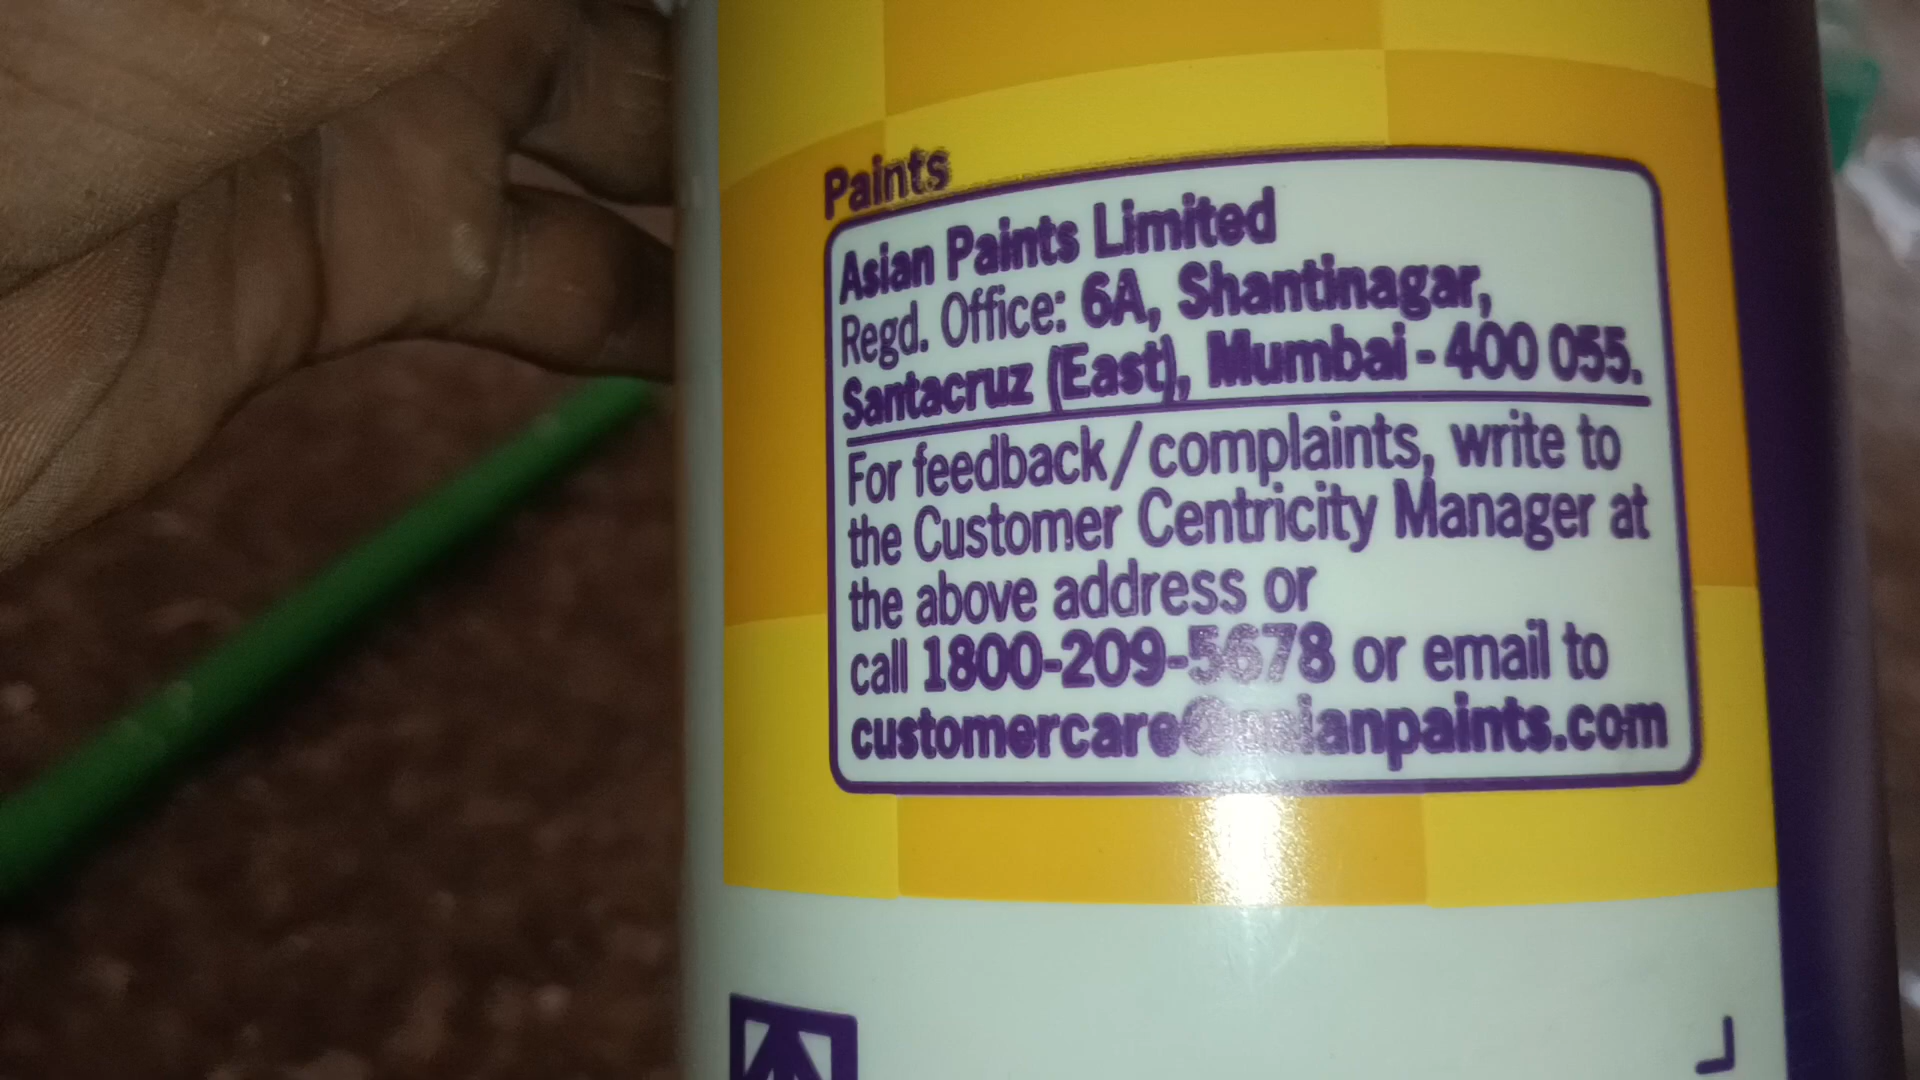 Paints
Asian Paints Limited
Regd. Office: 6A, Shantinagar,
Santacruz (East), Mumbai - 400 055.
For feedback/complaints, write to
the Customer Centricity Manager at
the above address or
call 1800-209-5678 or email to
customercare@asianpaints.com